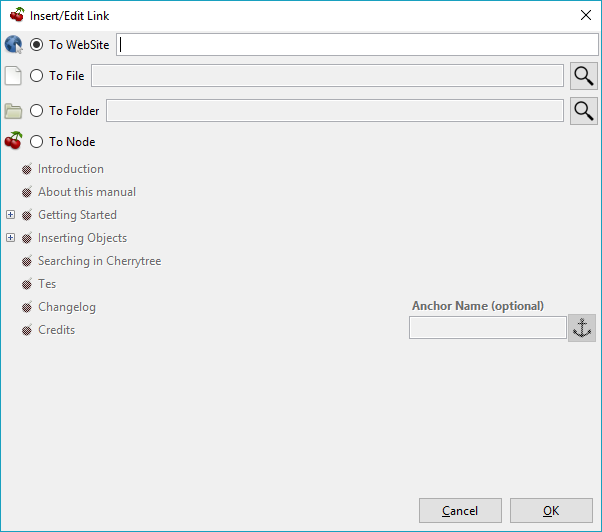 Insert/Edit Link
To WebSite
To File
To Folder
To Node
Introduction
About this manual
Getting Started
Inserting Objects
Searching in Cherrytree
Tes
Changelog
Anchor Name (optional)
Credits
Cancel
OK